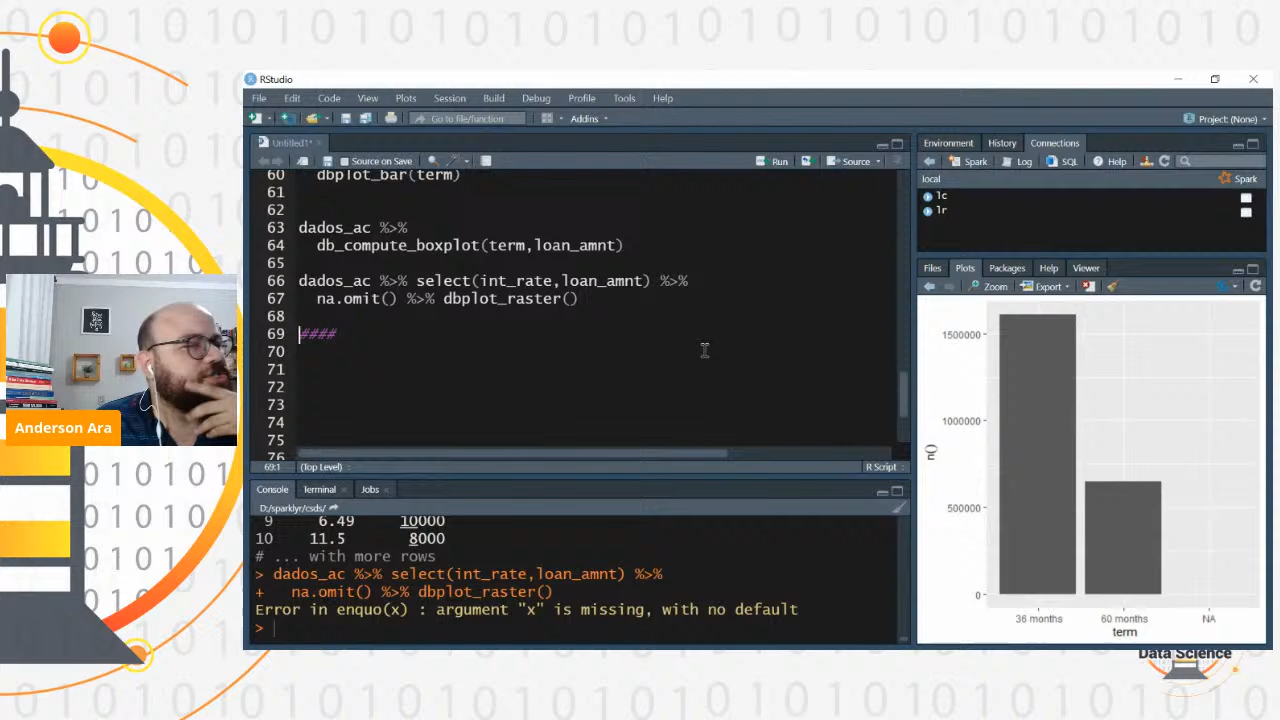 RStudio
File Edit Code View Plots Session Build Debug Profile Tools Help
Go to file/function Addins Project: (None)
Untitled1*
Source on Save Run Source
60 dbplot_bar(term)
61
62
63 dados_ac %>%
64 db_compute_boxplot(term,loan_amnt)
65
66 dados_ac %>% select(int_rate,loan_amnt) %>%
67 na.omit() %>% dbplot_raster()
68
69 ####
70
71
72
73
74
75
76
69:1 (Top Level) R Script
Console Terminal Jobs
D:/sparklyr/csds/
9 6.49 10000
10 11.5 8000
# ... with more rows
> dados_ac %>% select(int_rate,loan_amnt) %>%
+ na.omit() %>% dbplot_raster()
Error in enquo(x) : argument "x" is missing, with no default
>
Environment History Connections
Spark Log SQL Help
local Spark
lc
lr
Files Plots Packages Help Viewer
Zoom Export
1500000
1000000
500000
0
n()
36 months 60 months NA
term
Anderson Ara
Data Science